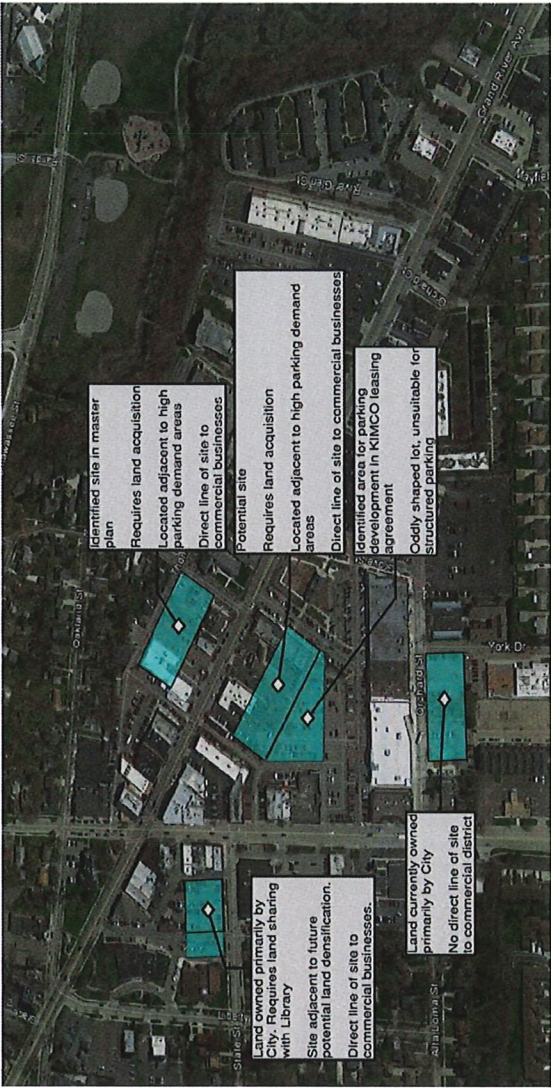 Identified site in master
plan
Requires land acquisition
Located adjacent to high
parking demand areas
Direct line of site to
commercial businesses
Potential site
Requires land acquisition
Located adjacent to high parking demand
areas
Direct line of site to commercial businesses
Identified area for parking
development in KIMCO leasing
agreement
Oddly shaped lot, unsuitable for
structured parking
Land owned primarily by
City. Requires land sharing
with Library
Site adjacent to future
potential land densification.
Direct line of site to
commercial businesses.
Land currently owned
primarily by City
No direct line of site
to commercial district
Oakland St
Grand River Ave
River Glen Ct
Orchard Ct
Orchard St
York Dr
State St
Alta Loma St